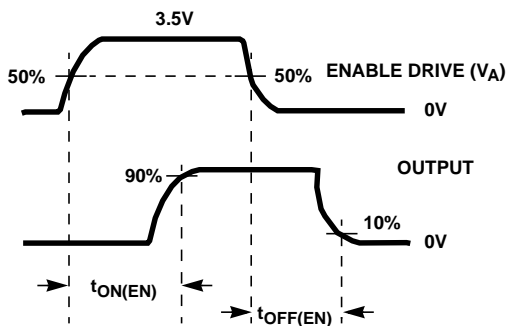 3.5V
50%
50%
ENABLE DRIVE (VA)
0V
OUTPUT
90%
10%
0V
tON(EN)
tOFF(EN)